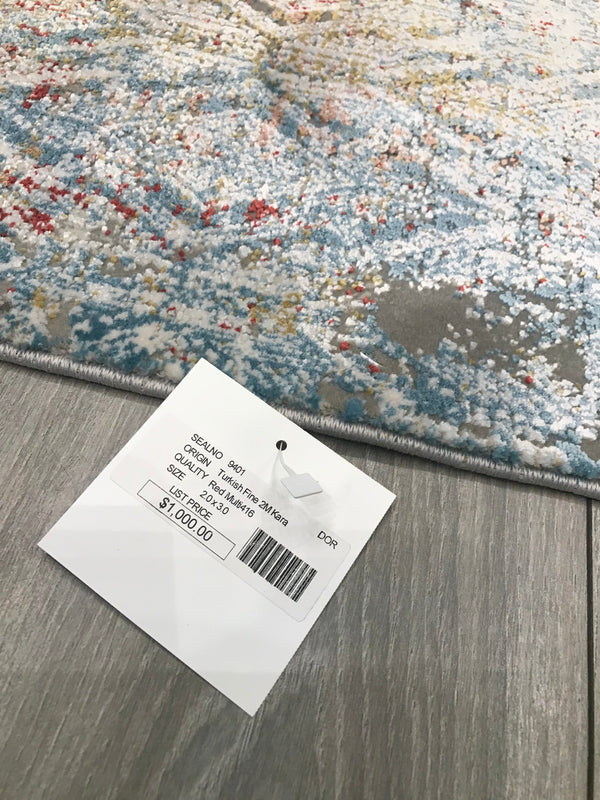 DOR
SEALNO 9401
ORIGIN Turkish Fine 2M Kara
QUALITY Red Multi416
SIZE 2.0 x 3.0
LIST PRICE
$1,000.00